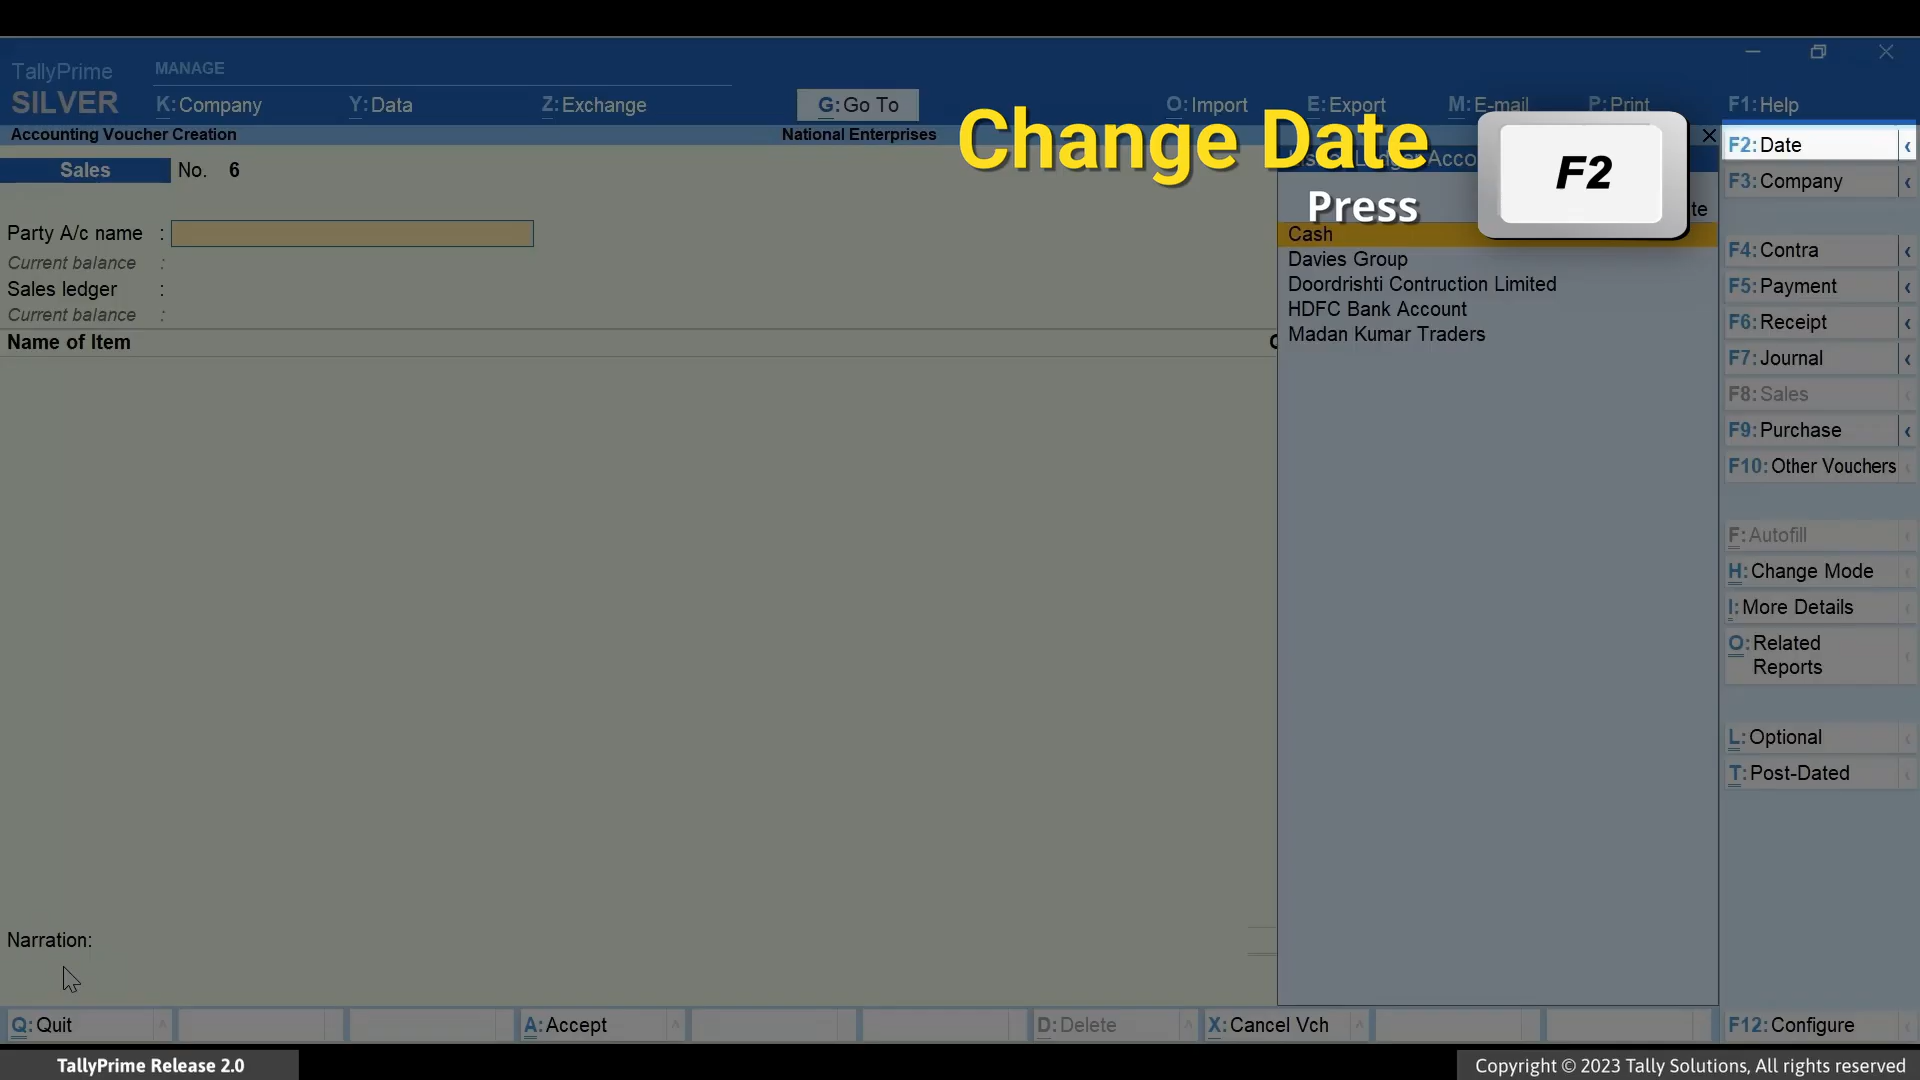 TallyPrime
SILVER
MANAGE
K: Company
Y: Data
Z: Exchange
G: Go To
O: Import
E: Export
M: E-mail
P: Print
F1: Help
Accounting Voucher Creation
National Enterprises
Change Date
Press
F2
Sales
No. 6
Party A/c name :
Current balance :
Sales ledger :
Current balance :
Name of Item
Cash
Davies Group
Doordrishti Contruction Limited
HDFC Bank Account
Madan Kumar Traders
F2: Date
F3: Company
F4: Contra
F5: Payment
F6: Receipt
F7: Journal
F8: Sales
F9: Purchase
F10: Other Vouchers
F: Autofill
H: Change Mode
I: More Details
O: Related
Reports
L: Optional
T: Post-Dated
Narration:
Q: Quit
A: Accept
D: Delete
X: Cancel Vch
F12: Configure
TallyPrime Release 2.0
Copyright © 2023 Tally Solutions, All rights reserved